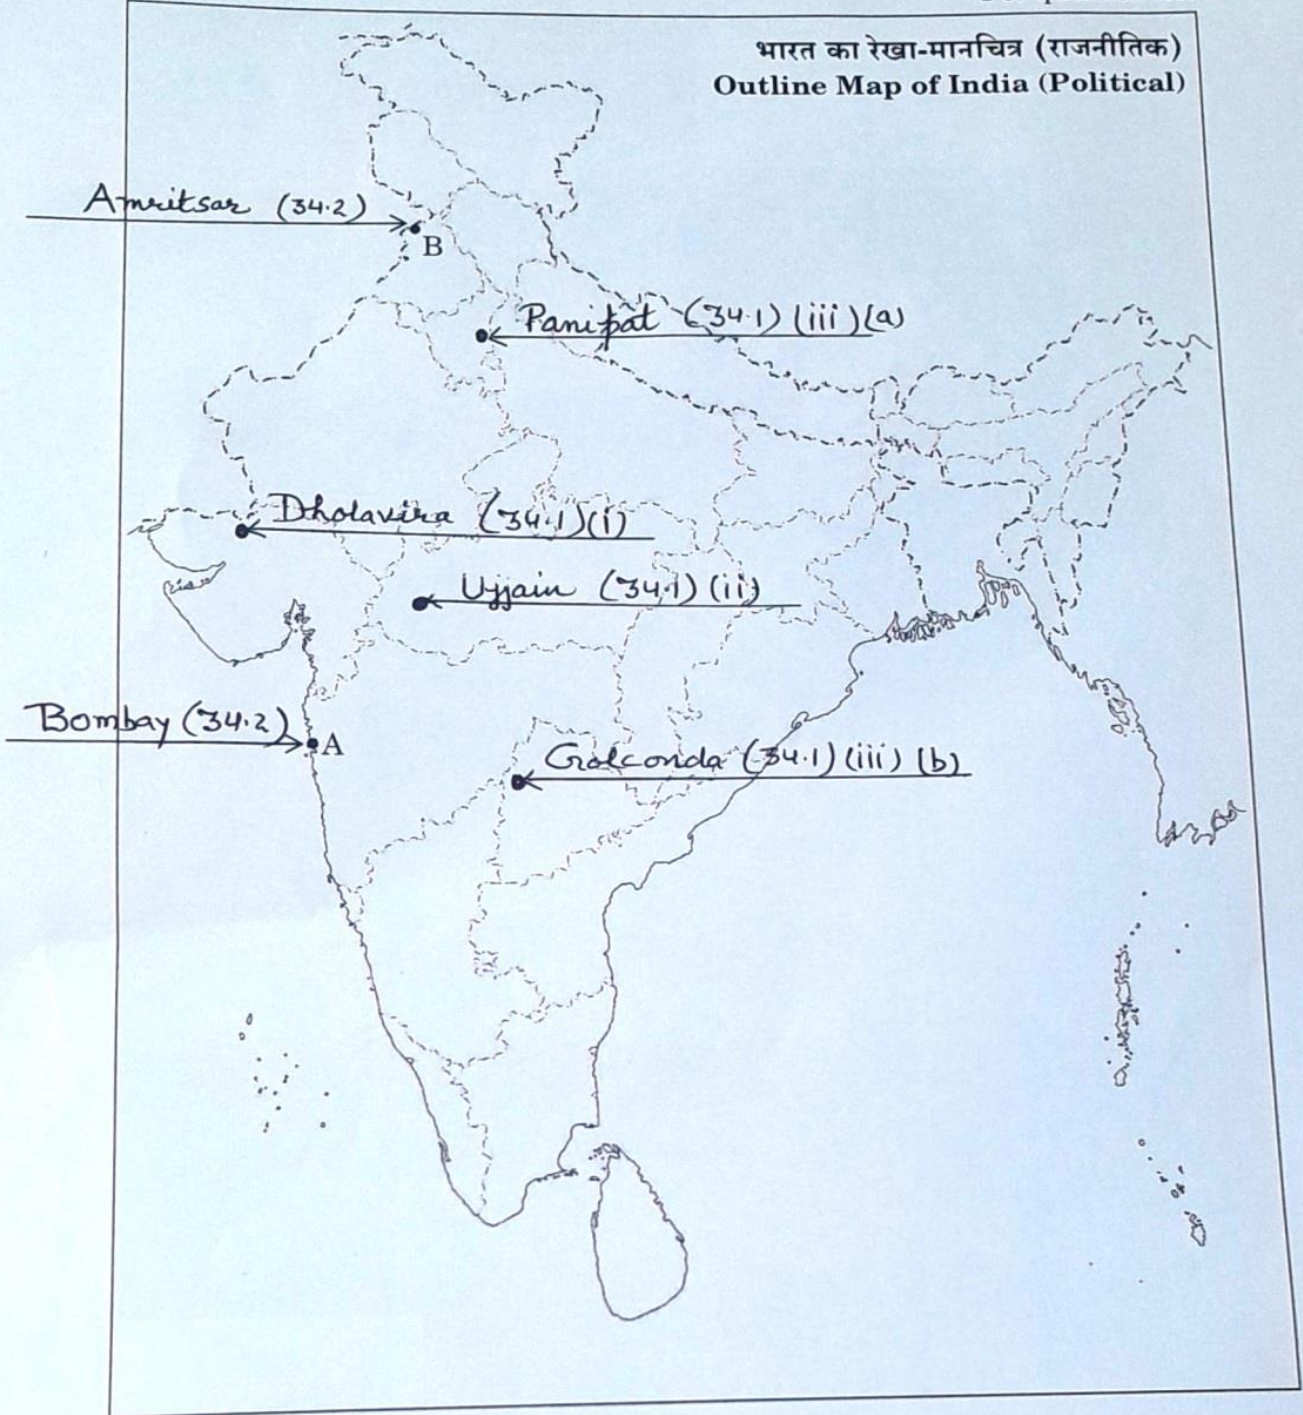 भारत का रेखा-मानचित्र (राजनीतिक)
Outline Map of India (Political)
Amritsar (34.2)
B
Panipat (34.1) (iii) (a)
Dholavira (34.1) (i)
Ujjain (34.1) (ii)
Bombay (34.2)
A
Golconda (34.1) (iii) (b)